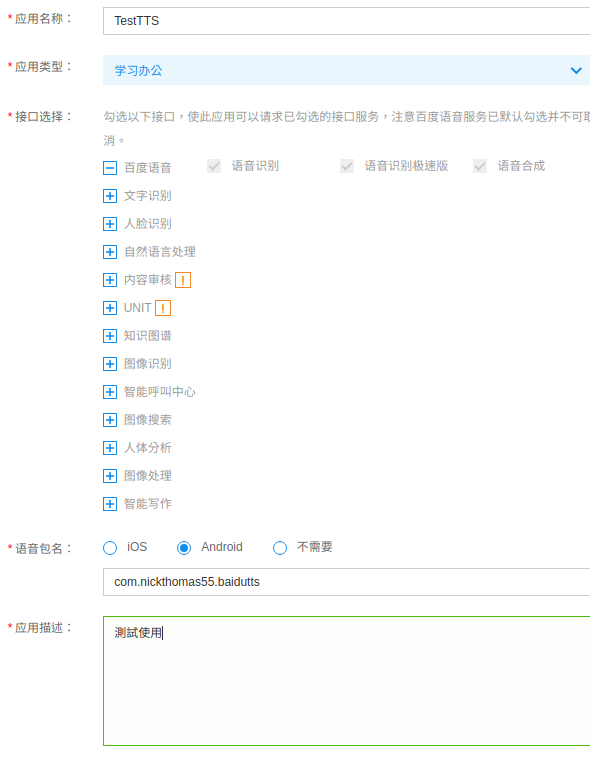 *应用名称： TestTTS
*应用类型： 学习办公
*接口选择： 勾选以下接口，使此应用可以请求已勾选的接口服务，注意百度语音服务已默认勾选并不可取
消。
百度语音 语音识别 语音识别极速版 语音合成
文字识别
人脸识别
自然语言处理
内容审核 !
UNIT !
知识图谱
图像识别
智能呼叫中心
图像搜索
人体分析
图像处理
智能写作
*语音包名： iOS Android 不需要
com.nickthomas55.baidutts
*应用描述： 測試使用